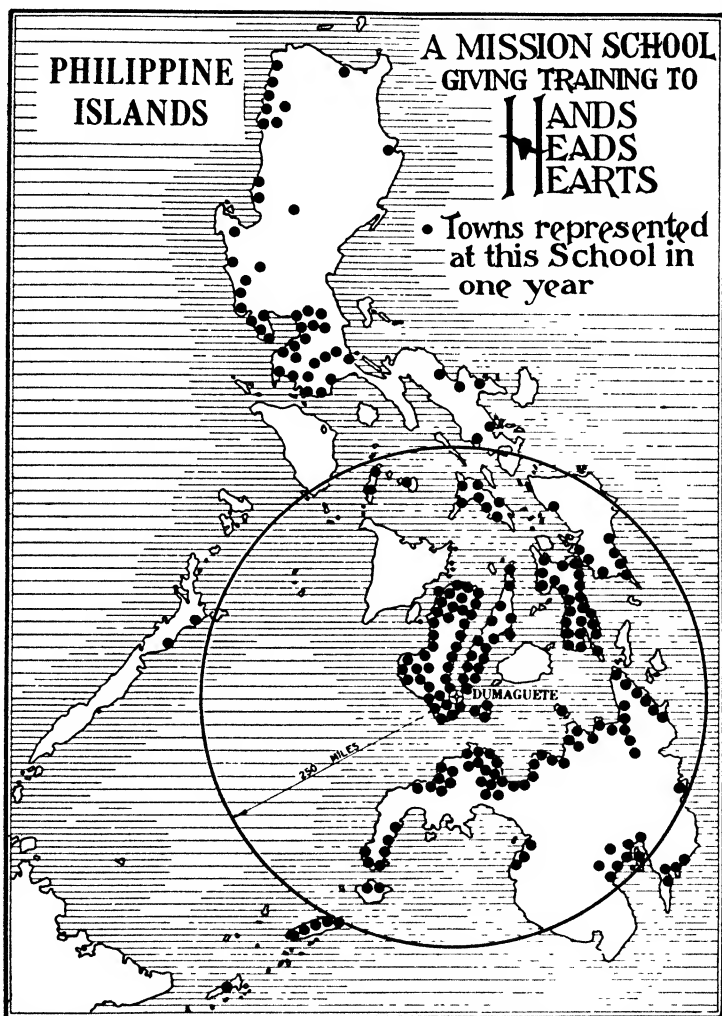 PHILIPPINE
ISLANDS
A MISSION SCHOOL
GIVING TRAINING TO
HANDS
HEADS
HEARTS
• Towns represented
at this School in
one year
DUMAGUETE
250 MILES